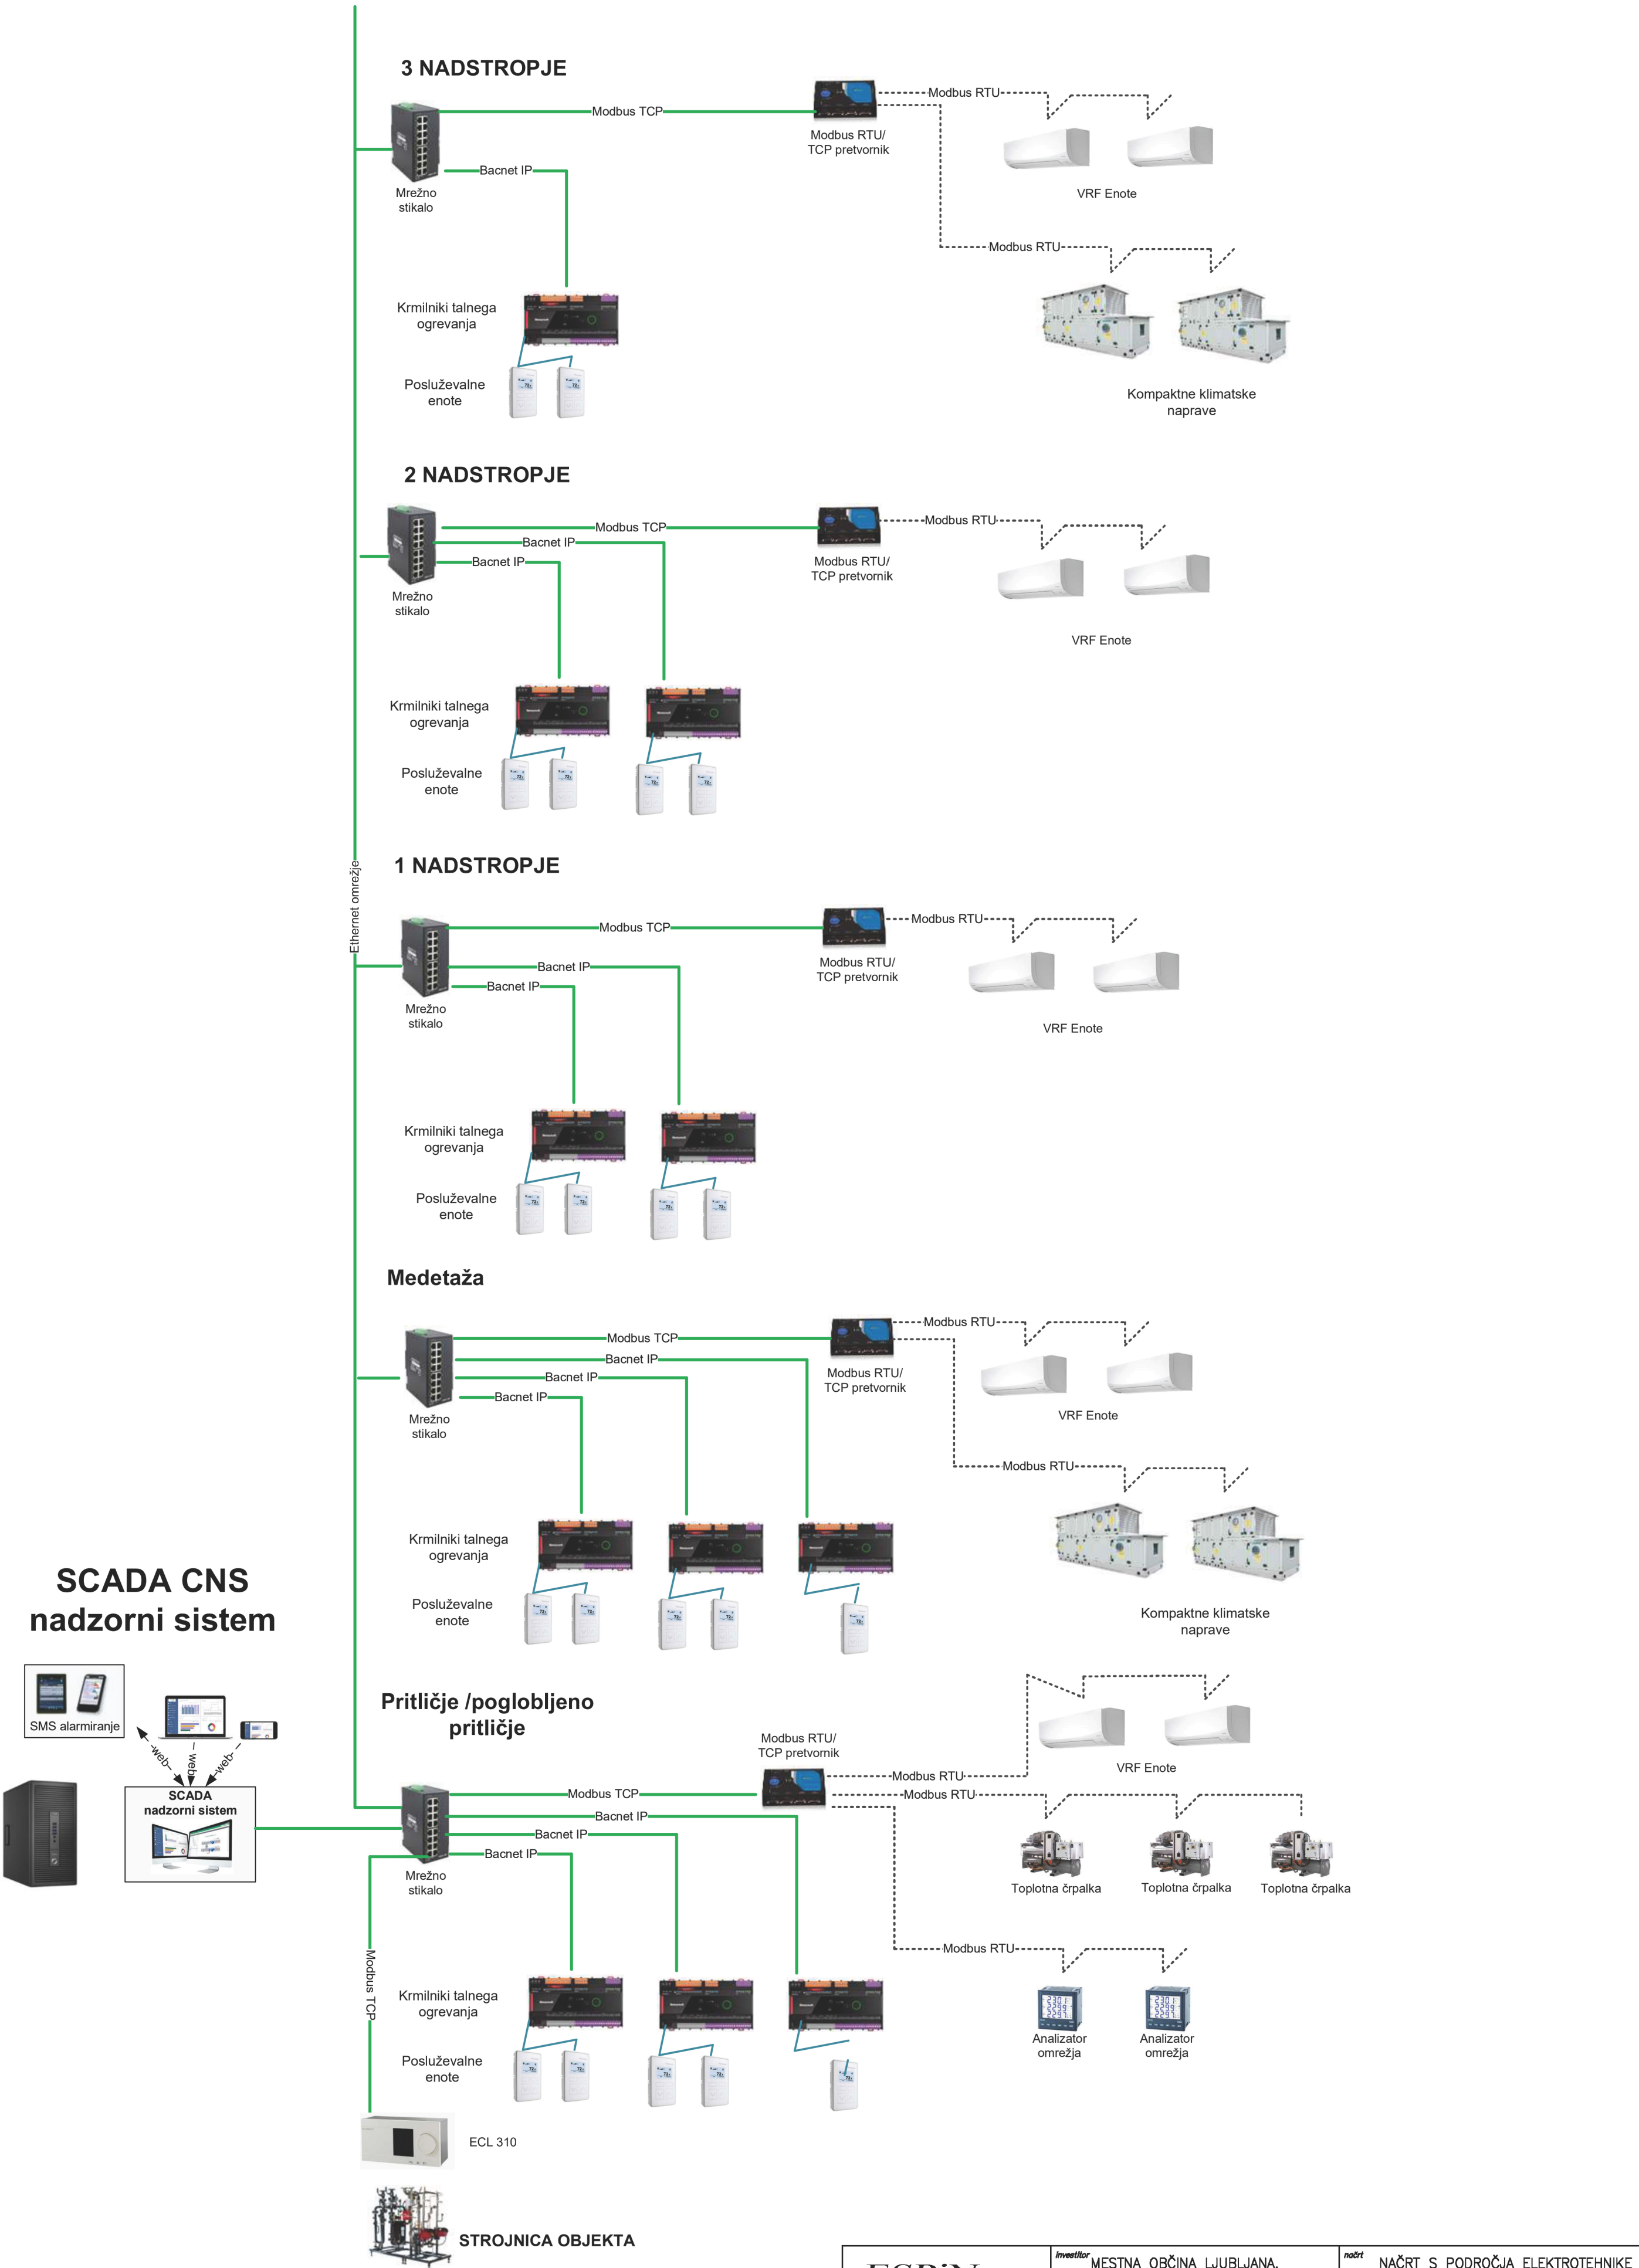 3 NADSTROPJE
Modbus TCP
Modbus RTU
Modbus RTU/
TCP pretvornik
Mrežno
stikalo
Bacnet IP
VRF Enote
Modbus RTU
Krmilniki talnega
ogrevanja
Posluževalne
enote
Kompaktne klimatske
naprave
2 NADSTROPJE
Modbus TCP
Modbus RTU
Bacnet IP
Bacnet IP
Modbus RTU/
TCP pretvornik
Mrežno
stikalo
VRF Enote
Krmilniki talnega
ogrevanja
Posluževalne
enote
Ethernet omrežje
1 NADSTROPJE
Modbus TCP
Modbus RTU
Modbus RTU/
TCP pretvornik
Bacnet IP
Bacnet IP
Mrežno
stikalo
VRF Enote
Krmilniki talnega
ogrevanja
Posluževalne
enote
Medetaža
Modbus TCP
Modbus RTU
Bacnet IP
Bacnet IP
Bacnet IP
Modbus RTU/
TCP pretvornik
Mrežno
stikalo
VRF Enote
Modbus RTU
Krmilniki talnega
ogrevanja
Posluževalne
enote
Kompaktne klimatske
naprave
SCADA CNS
nadzorni sistem
SMS alarmiranje
web
web
web
SCADA
nadzorni sistem
Pritličje /poglobljeno
pritličje
Modbus RTU/
TCP pretvornik
VRF Enote
Modbus RTU
Modbus TCP
Modbus RTU
Bacnet IP
Bacnet IP
Bacnet IP
Mrežno
stikalo
Toplotna črpalka
Toplotna črpalka
Toplotna črpalka
Modbus RTU
Modbus TCP
Krmilniki talnega
ogrevanja
Analizator
omrežja
Analizator
omrežja
Posluževalne
enote
ECL 310
STROJNICA OBJEKTA
investitor
MESTNA OBČINA LJUBLJANA,
načrt
NAČRT S PODROČJA ELEKTROTEHNIKE